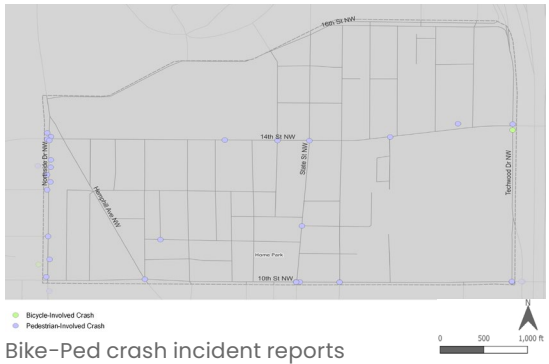 16th St NW
14th St NW
State St NW
Northside Dr NW
Hemphill Ave NW
Techwood Dr NW
Home Park
10th St NW
Bicycle-Involved Crash
Pedestrian-Involved Crash
N
0 500 1,000 ft
Bike-Ped crash incident reports